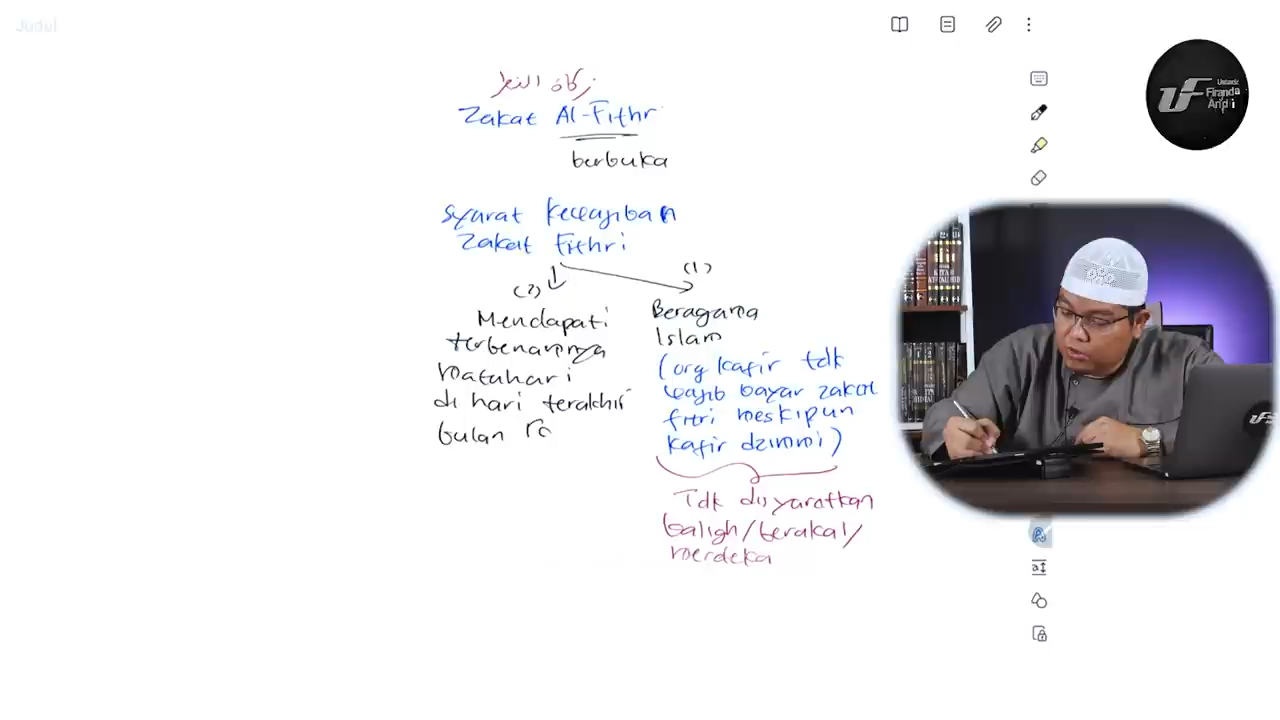 Judul
زكاة الفطر
Zakat Al-Fithr
berbuka
Syarat Kewajiban
Zakat Fithri
(1)
Beragama
Islam
(org kafir tdk
wajib bayar zakat
fitri meskipun
kafir dzimmi)
Tdk disyaratkan
baligh/berakal/
merdeka
(2)
Mendapati
terbenamnya
Matahari
di hari terakhir
bulan Ra
UF Ustadz
Firanda
Andirja
UFS